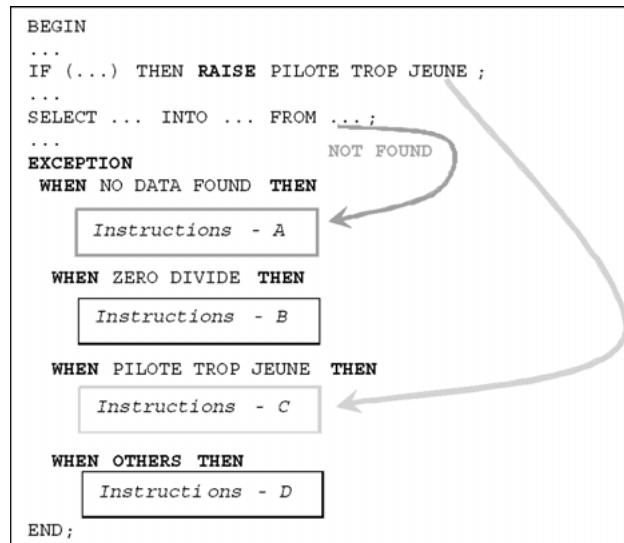 BEGIN
...
IF (...) THEN RAISE PILOTE TROP JEUNE ;
...
SELECT ... INTO ... FROM ... ;
...
NOT FOUND
EXCEPTION
WHEN NO DATA FOUND THEN
Instructions - A
WHEN ZERO DIVIDE THEN
Instructions - B
WHEN PILOTE TROP JEUNE THEN
Instructions - C
WHEN OTHERS THEN
Instructions - D
END;